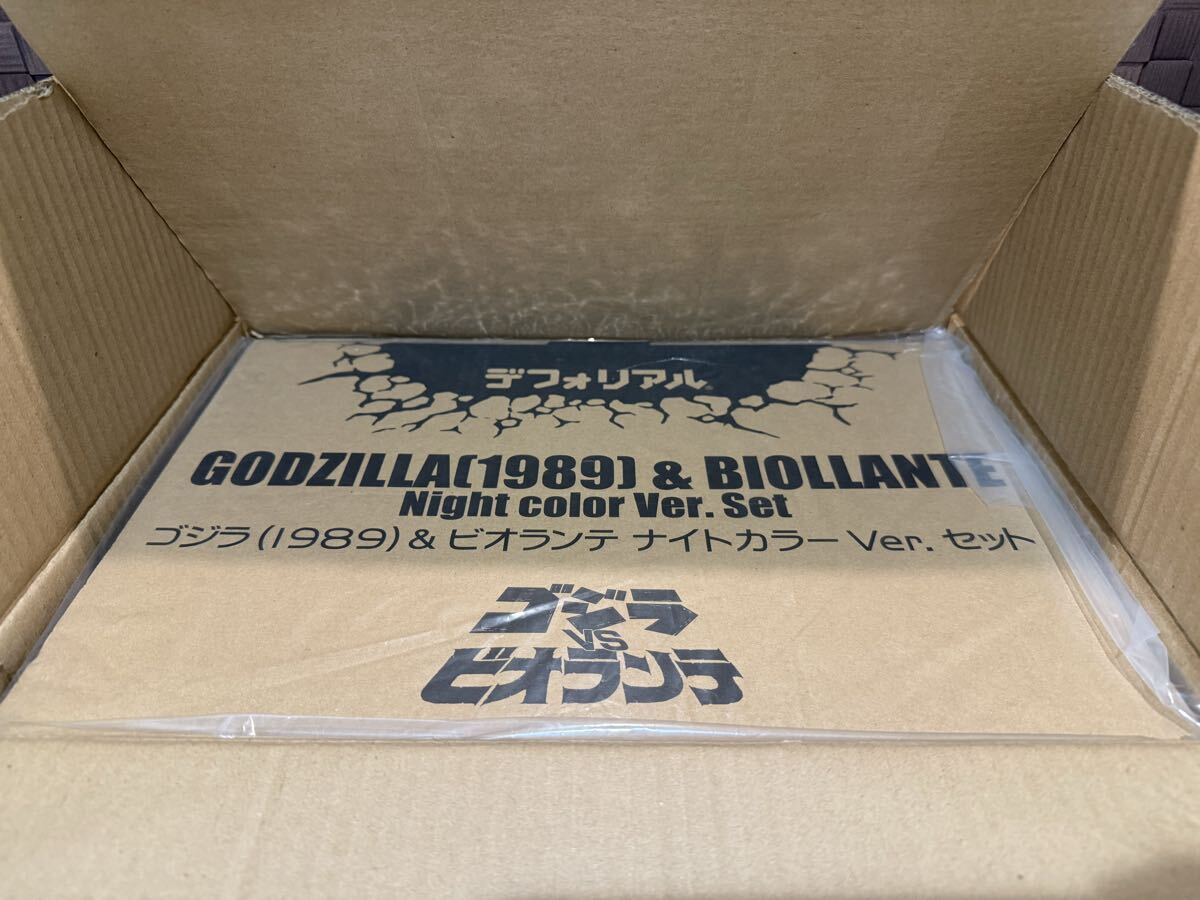 デフォリアル
GODZILLA(1989) & BIOLLANTE
Night color Ver. Set
ゴジラ(1989)& ビオランテ ナイトカラー Ver. セット
ゴジラ
VS
ビオランテ